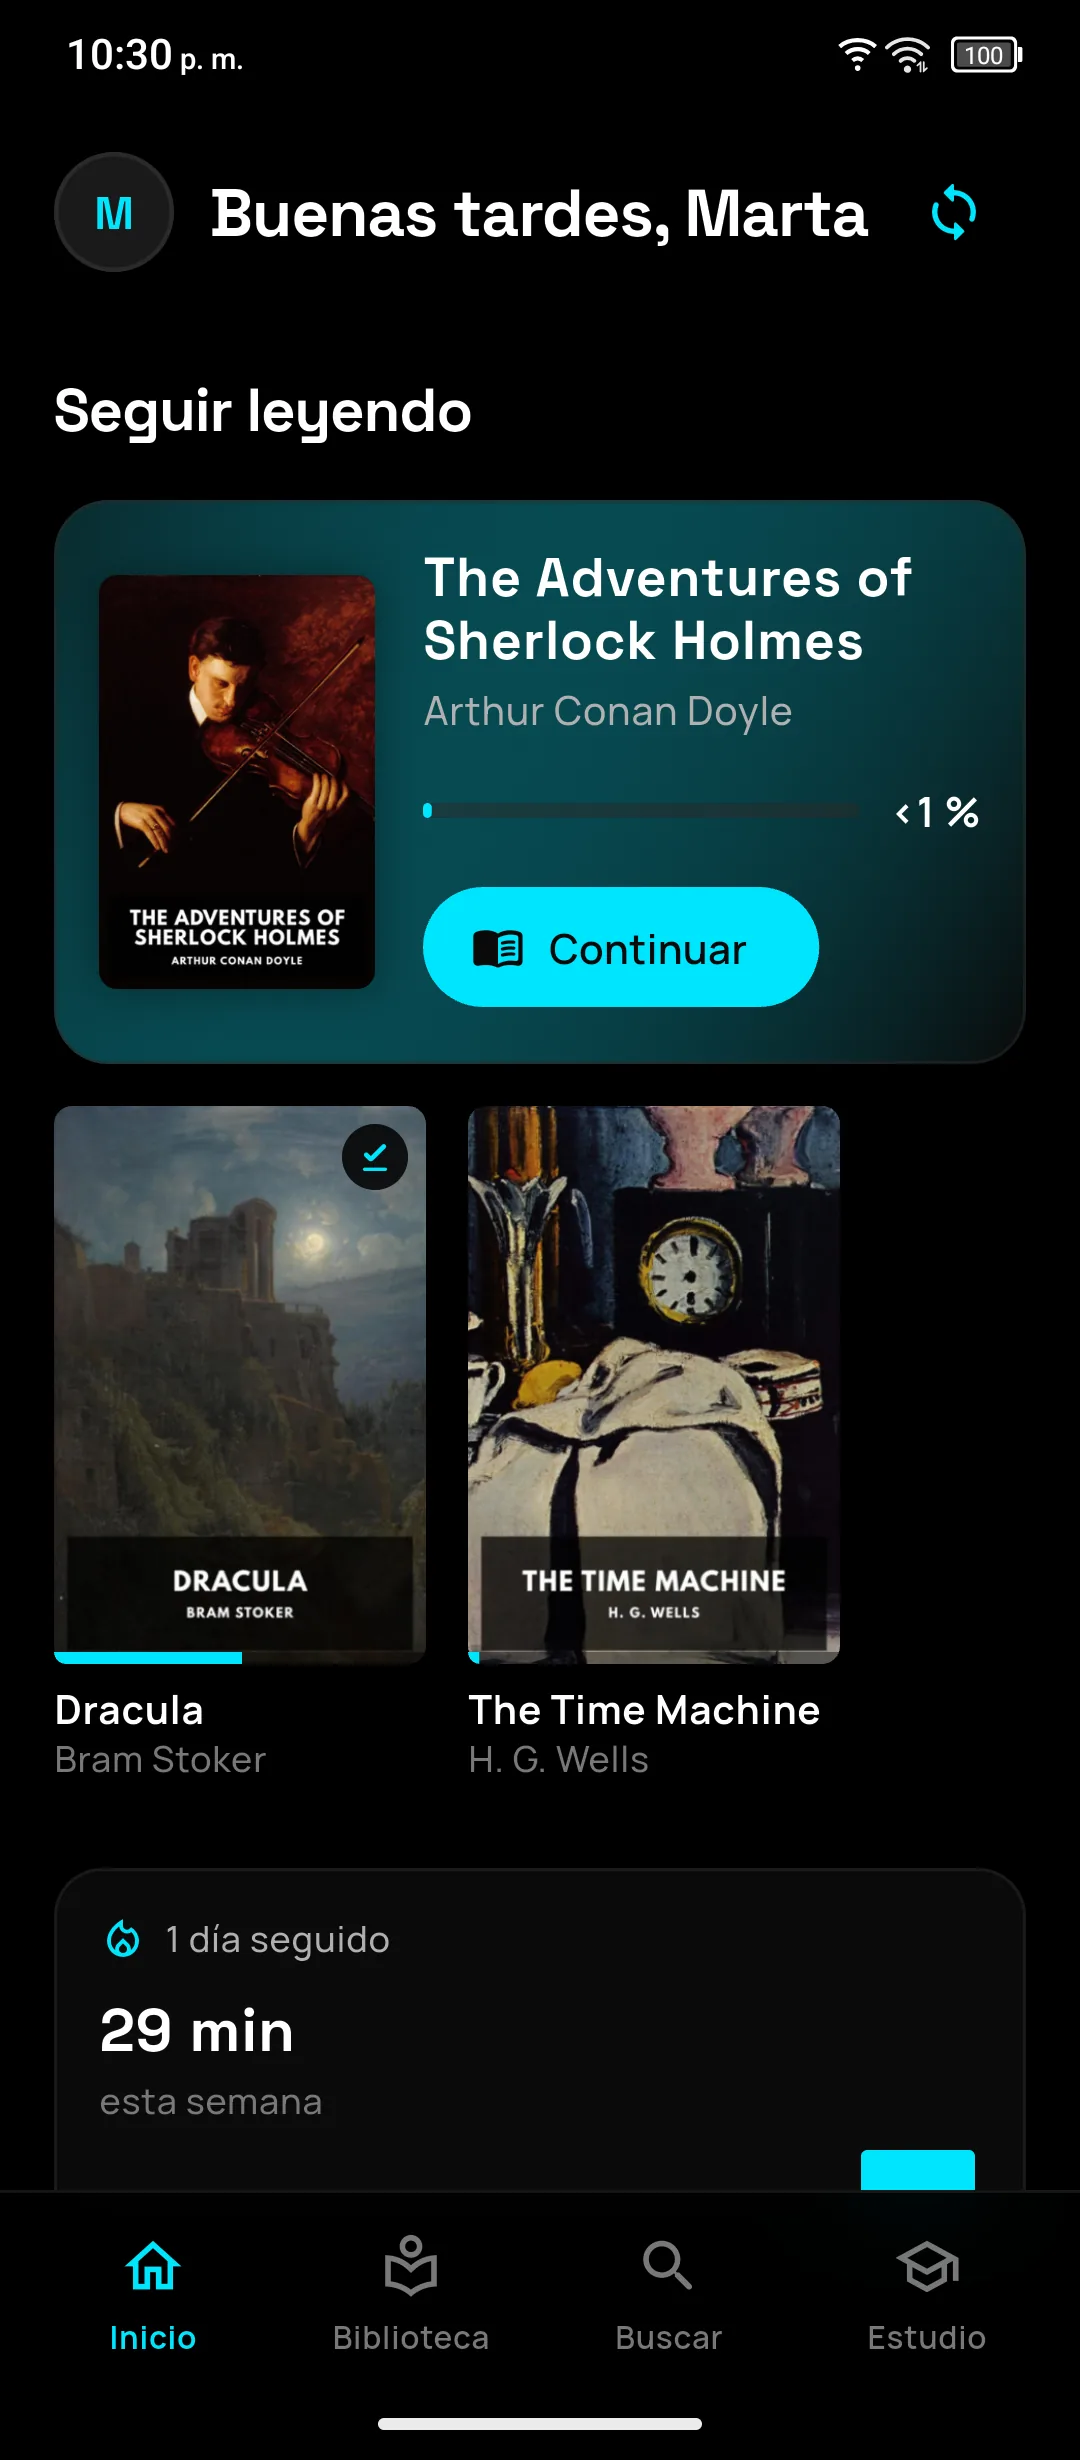 10:30 p. m.
100
M
Buenas tardes, Marta
Seguir leyendo
The Adventures of
Sherlock Holmes
Arthur Conan Doyle
<1 %
Continuar
THE ADVENTURES OF
SHERLOCK HOLMES
ARTHUR CONAN DOYLE
DRACULA
BRAM STOKER
Dracula
Bram Stoker
THE TIME MACHINE
H. G. WELLS
The Time Machine
H. G. Wells
1 día seguido
29 min
esta semana
Inicio
Biblioteca
Buscar
Estudio